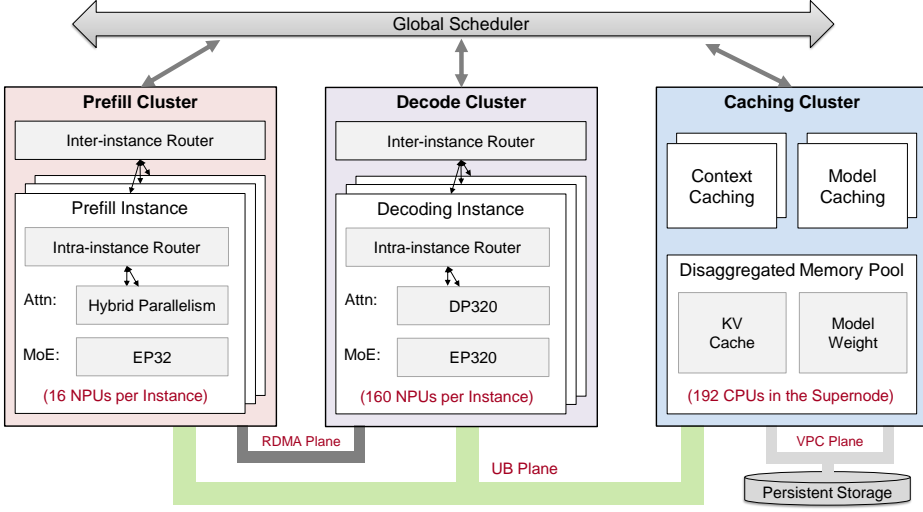 Global Scheduler
Prefill Cluster
Inter-instance Router
Prefill Instance
Intra-instance Router
Attn:
Hybrid Parallelism
MoE:
EP32
(16 NPUs per Instance)
Decode Cluster
Inter-instance Router
Decoding Instance
Intra-instance Router
Attn:
DP320
MoE:
EP320
(160 NPUs per Instance)
Caching Cluster
Context
Caching
Model
Caching
Disaggregated Memory Pool
KV
Cache
Model
Weight
(192 CPUs in the Supernode)
RDMA Plane
UB Plane
VPC Plane
Persistent Storage